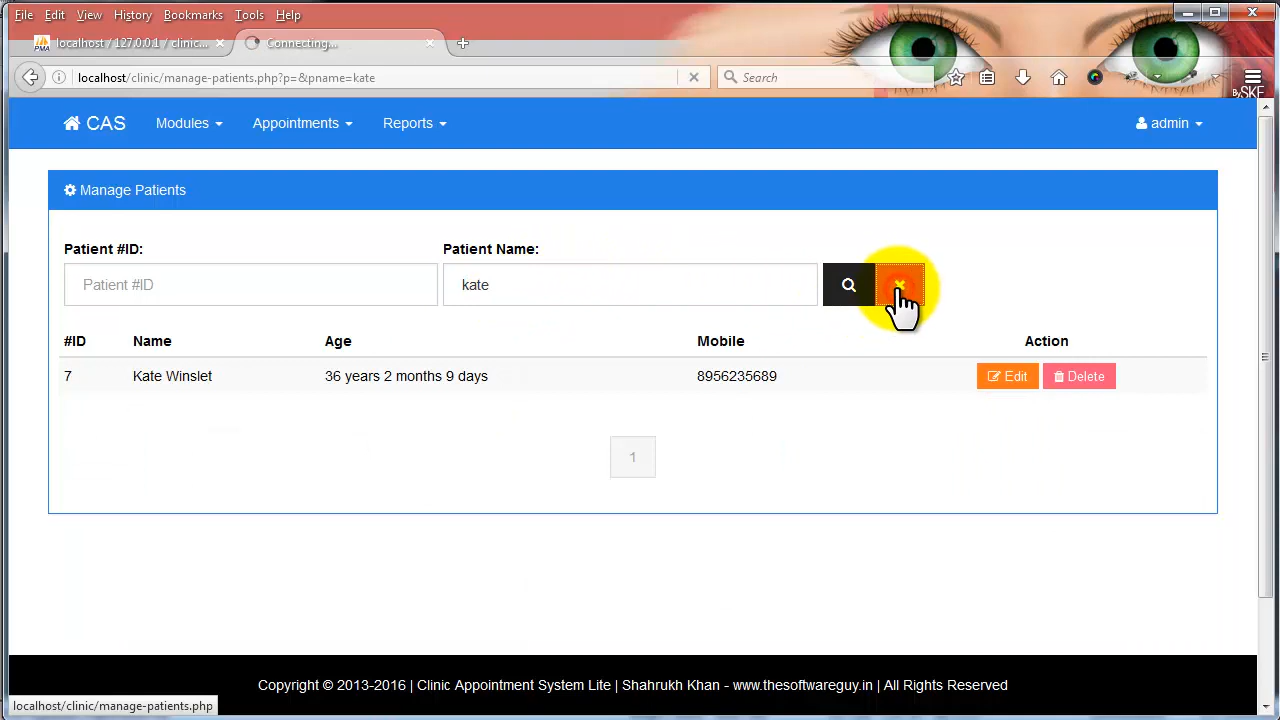 File Edit View History Bookmarks Tools Help
PMA localhost / 127.0.0.1 / clinic... Connecting...
localhost/clinic/manage-patients.php?p=&pname=kate Search
By SKE
CAS Modules Appointments Reports admin
Manage Patients
Patient #ID: Patient Name:
Patient #ID kate
#ID Name Age Mobile Action
7 Kate Winslet 36 years 2 months 9 days 8956235689 Edit Delete
1
Copyright © 2013-2016 | Clinic Appointment System Lite | Shahrukh Khan - www.thesoftwareguy.in | All Rights Reserved
localhost/clinic/manage-patients.php